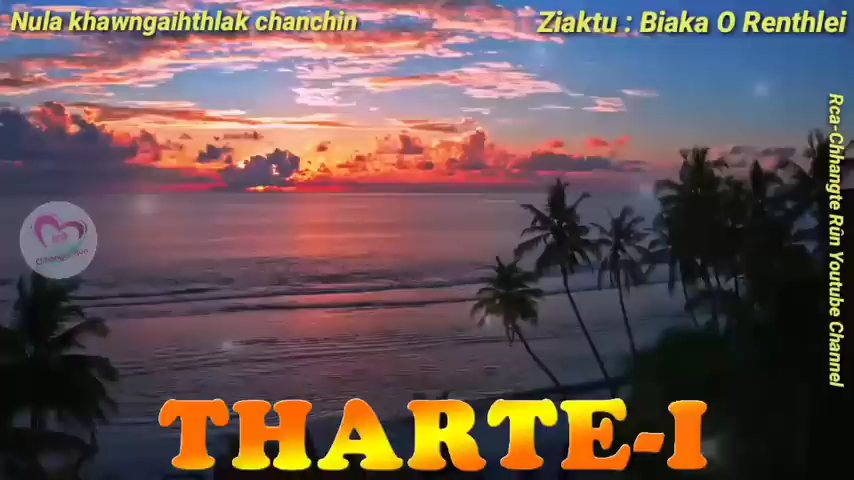 Nula khawngaihthlak chanchin
Ziaktu : Biaka O Renthlei
Rca-Chhangte Rûn Youtube Channel
THARTE-I